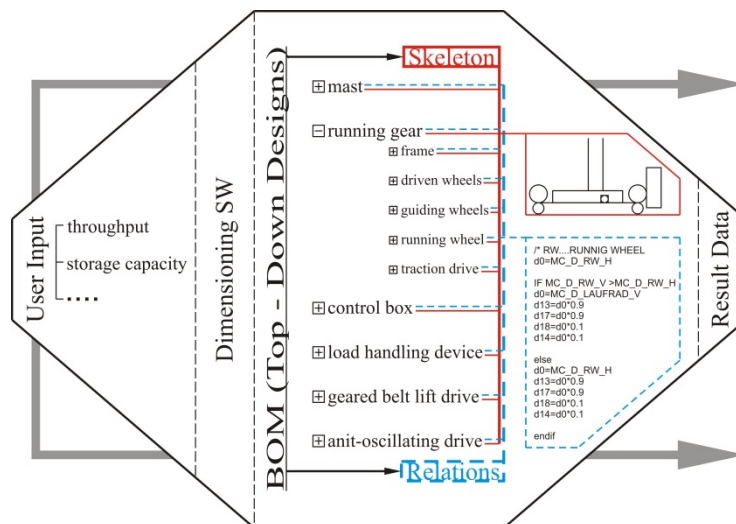 User Input
throughput
storage capacity
....
Dimensioning SW
BOM (Top - Down Designs)
Skeleton
mast
running gear
frame
driven wheels
guiding wheels
running wheel
traction drive
control box
load handling device
geared belt lift drive
anit-oscillating drive
Relations
/* RW....RUNNIG WHEEL
d0=MC_D_RW_H
IF MC_D_RW_V >MC_D_RW_H
d0=MC_D_LAUFRAD_V
d13=d0*0.9
d17=d0*0.9
d18=d0*0.1
d14=d0*0.1
else
d0=MC_D_RW_H
d13=d0*0.9
d17=d0*0.9
d18=d0*0.1
d14=d0*0.1
endif
Result Data